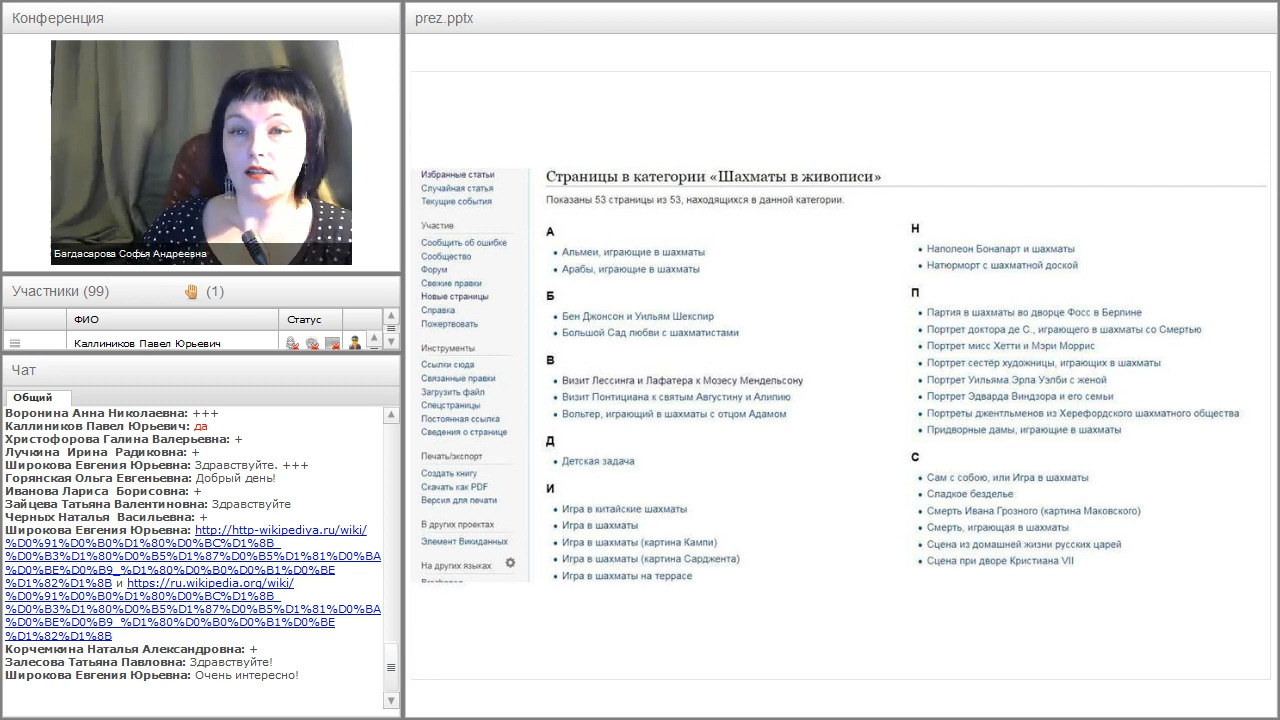 Конференция
Багдасарова Софья Андреевна
Участники (99)
(1)
ФИО
Статус
Каллиников Павел Юрьевич
Чат
Общий
Воронина Анна Николаевна: +++
Каллиников Павел Юрьевич: да
Христофорова Галина Валерьевна: +
Лучкина Ирина Радиковна: +
Широкова Евгения Юрьевна: Здравствуйте. +++
Горянская Ольга Евгеньевна: Добрый день!
Иванова Лариса Борисовна: +
Зайцева Татьяна Валентиновна: Здравствуйте
Черных Наталья Васильевна: +
Широкова Евгения Юрьевна: http://http-wikipediya.ru/wiki/
%D0%91%D0%B0%D1%80%D0%BC%D1%8B_
%D0%B3%D1%80%D0%B5%D1%87%D0%B5%D1%81%D0%BA
%D0%BE%D0%B9_%D1%80%D0%B0%D0%B1%D0%BE
%D1%82%D1%8B и https://ru.wikipedia.org/wiki/
%D0%91%D0%B0%D1%80%D0%BC%D1%8B_
%D0%B3%D1%80%D0%B5%D1%87%D0%B5%D1%81%D0%BA
%D0%BE%D0%B9_%D1%80%D0%B0%D0%B1%D0%BE
%D1%82%D1%8B
Корчемкина Наталья Александровна: +
Залесова Татьяна Павловна: Здравствуйте!
Широкова Евгения Юрьевна: Очень интересно!
prez.pptx
Избранные статьи
Случайная статья
Текущие события
Участие
Сообщить об ошибке
Сообщество
Форум
Свежие правки
Новые страницы
Справка
Пожертвовать
Инструменты
Ссылки сюда
Связанные правки
Загрузить файл
Спецстраницы
Постоянная ссылка
Сведения о странице
Печать/экспорт
Создать книгу
Скачать как PDF
Версия для печати
В других проектах
Элемент Викиданных
На других языках
Страницы в категории «Шахматы в живописи»
Показаны 53 страницы из 53, находящихся в данной категории.
А
Альмеи, играющие в шахматы
Арабы, играющие в шахматы
Б
Бен Джонсон и Уильям Шекспир
Большой Сад любви с шахматистами
В
Визит Лессинга и Лафатера к Мозесу Мендельсону
Визит Понтициана к святым Августину и Алипию
Вольтер, играющий в шахматы с отцом Адамом
Д
Детская задача
И
Игра в китайские шахматы
Игра в шахматы
Игра в шахматы (картина Кампи)
Игра в шахматы (картина Сарджента)
Игра в шахматы на террасе
Н
Наполеон Бонапарт и шахматы
Натюрморт с шахматной доской
П
Партия в шахматы во дворце Фосс в Берлине
Портрет доктора де С., играющего в шахматы со Смертью
Портрет мисс Хетти и Мэри Моррис
Портрет сестёр художницы, играющих в шахматы
Портрет Уильяма Эрла Уэлби с женой
Портрет Эдварда Виндзора и его семьи
Портреты джентльменов из Херефордского шахматного общества
Придворные дамы, играющие в шахматы
С
Сам с собою, или Игра в шахматы
Сладкое безделье
Смерть Ивана Грозного (картина Маковского)
Смерть, играющая в шахматы
Сцена из домашней жизни русских царей
Сцена при дворе Кристиана VII